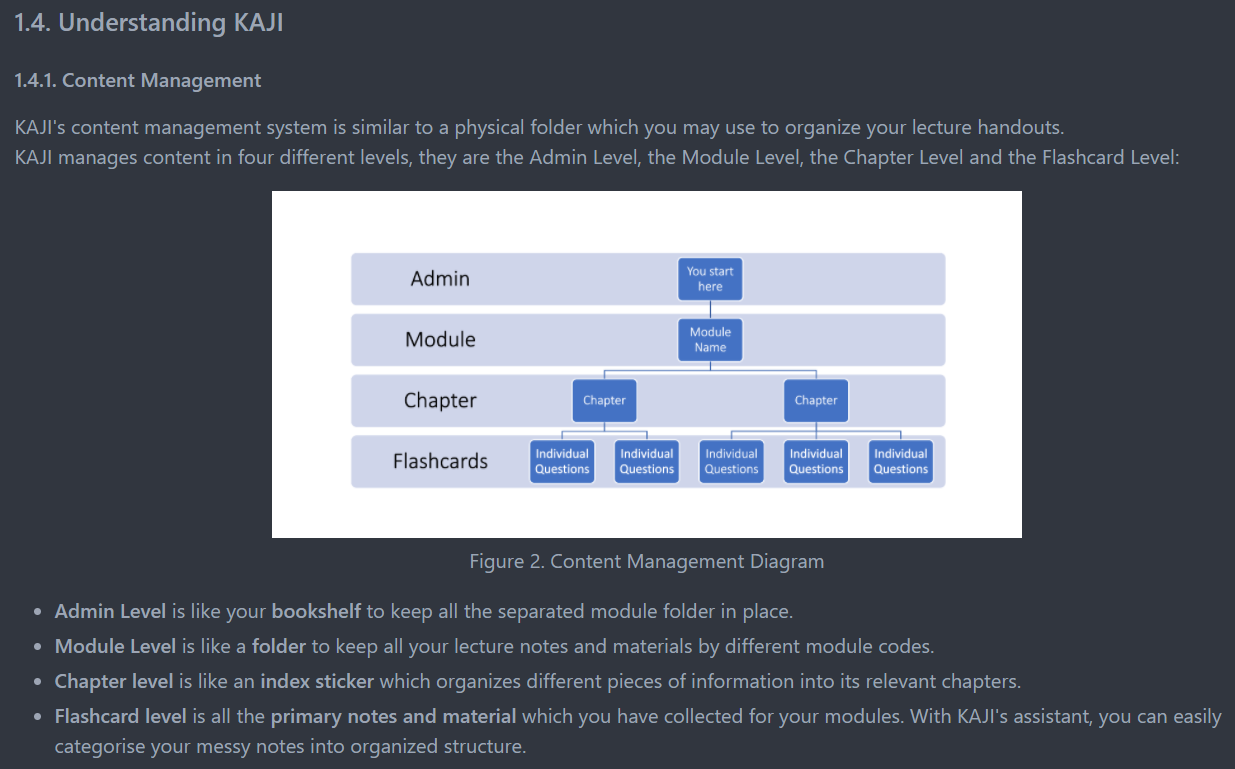 1.4. Understanding KAJI
1.4.1. Content Management
KAJI's content management system is similar to a physical folder which you may use to organize your lecture handouts.
KAJI manages content in four different levels, they are the Admin Level, the Module Level, the Chapter Level and the Flashcard Level:
Admin
You start
here
Module
Module
Name
Chapter
Chapter
Chapter
Flashcards
Individual
Questions
Individual
Questions
Individual
Questions
Individual
Questions
Individual
Questions
Figure 2. Content Management Diagram
• Admin Level is like your bookshelf to keep all the separated module folder in place.
• Module Level is like a folder to keep all your lecture notes and materials by different module codes.
• Chapter level is like an index sticker which organizes different pieces of information into its relevant chapters.
• Flashcard level is all the primary notes and material which you have collected for your modules. With KAJI's assistant, you can easily
categorise your messy notes into organized structure.